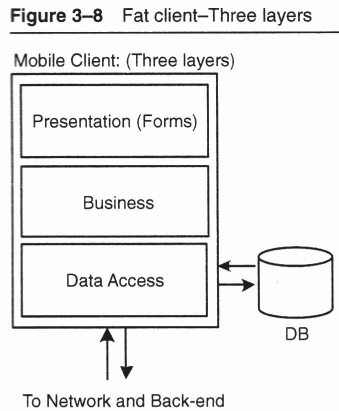 Figure 3–8 Fat client–Three layers
Mobile Client: (Three layers)
Presentation (Forms)
Business
Data Access
DB
To Network and Back-end